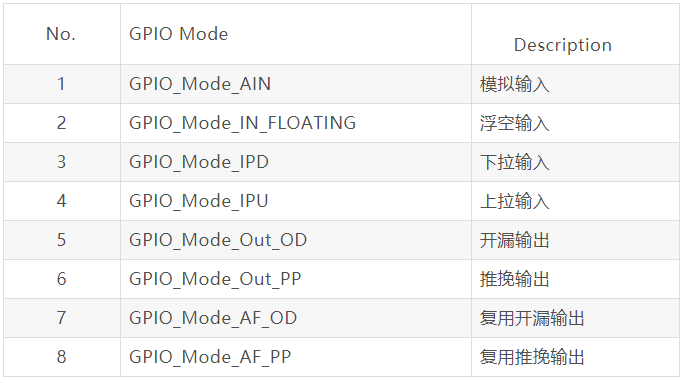 No. GPIO Mode Description
1 GPIO_Mode_AIN 模拟输入
2 GPIO_Mode_IN_FLOATING 浮空输入
3 GPIO_Mode_IPD 下拉输入
4 GPIO_Mode_IPU 上拉输入
5 GPIO_Mode_Out_OD 开漏输出
6 GPIO_Mode_Out_PP 推挽输出
7 GPIO_Mode_AF_OD 复用开漏输出
8 GPIO_Mode_AF_PP 复用推挽输出